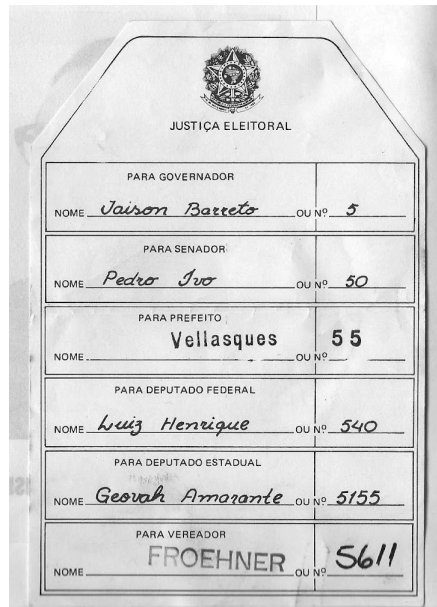 JUSTIÇA ELEITORAL
PARA GOVERNADOR
NOME Jaison Barreto OU Nº 5
PARA SENADOR
NOME Pedro Ivo OU Nº 50
PARA PREFEITO
Vellasques 55
NOME OU Nº
PARA DEPUTADO FEDERAL
NOME Luiz Henrique OU Nº 540
PARA DEPUTADO ESTADUAL
NOME Geovah Amarante OU Nº 5155
PARA VEREADOR
FROEHNER 5611
NOME OU Nº